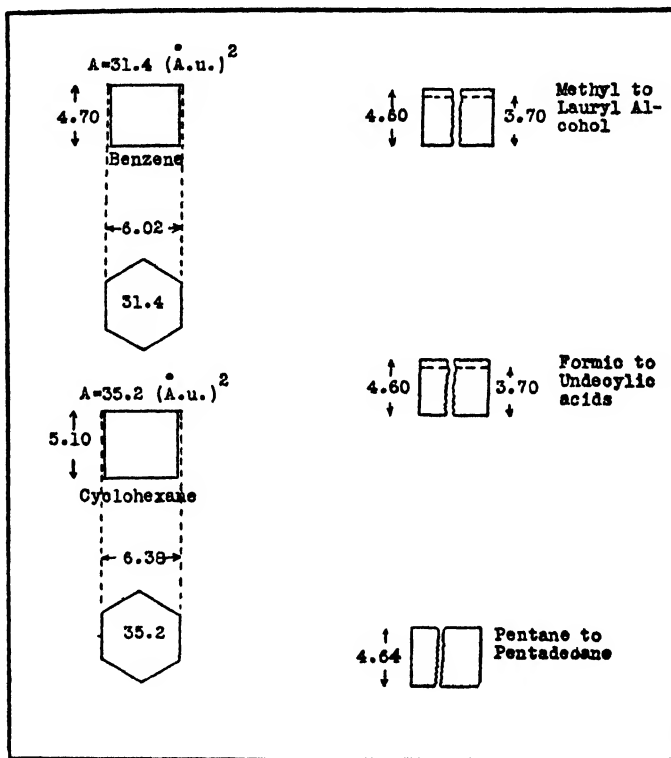 A=31.4 (Å.u.)²
4.70
Benzene
6.02
31.4
A=35.2 (Å.u.)²
5.10
Cyclohexane
6.38
35.2
4.60
3.70
Methyl to
Lauryl Al-
cohol
4.60
3.70
Formic to
Undecylic
acids
4.64
Pentane to
Pentadecane